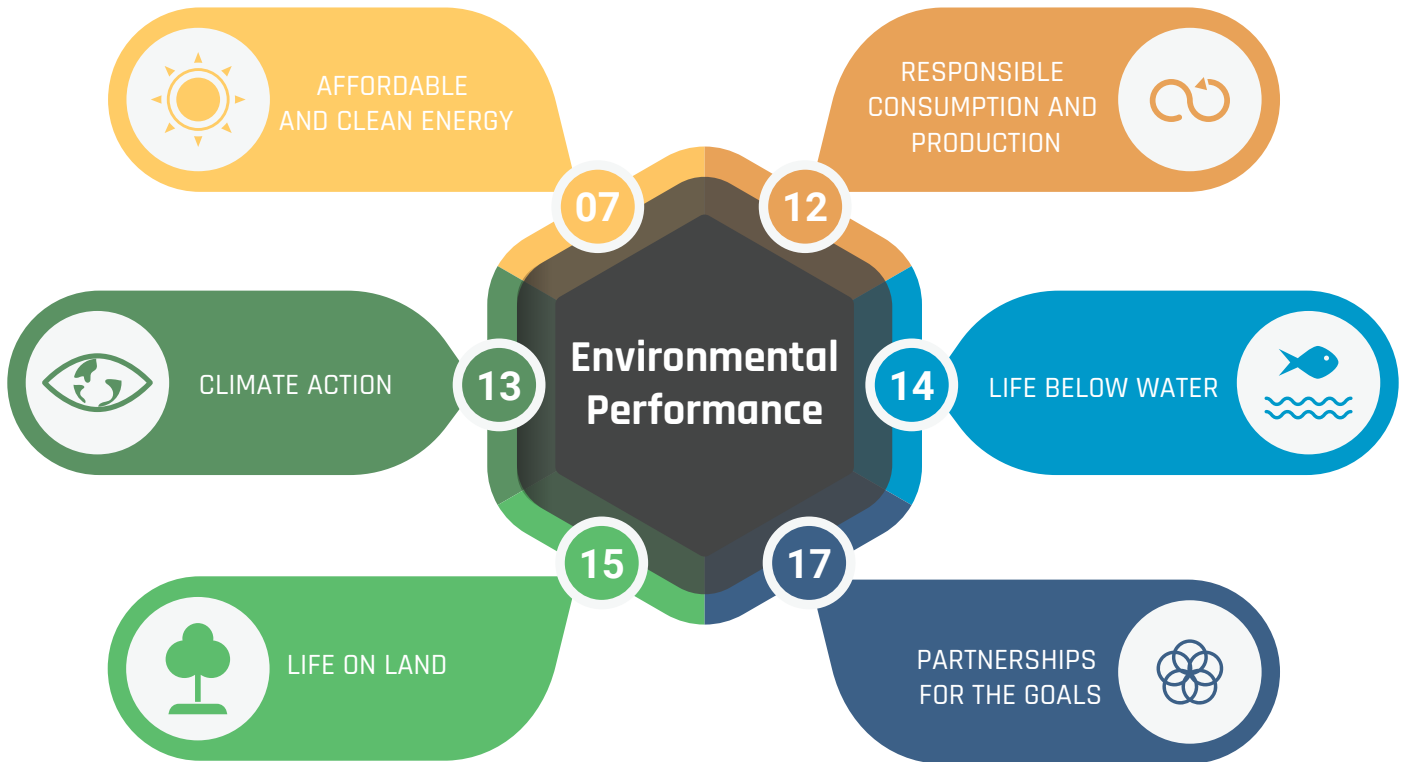 AFFORDABLE
AND CLEAN ENERGY
07
RESPONSIBLE
CONSUMPTION AND
PRODUCTION
12
CLIMATE ACTION
13
Environmental
Performance
14
LIFE BELOW WATER
15
LIFE ON LAND
17
PARTNERSHIPS
FOR THE GOALS